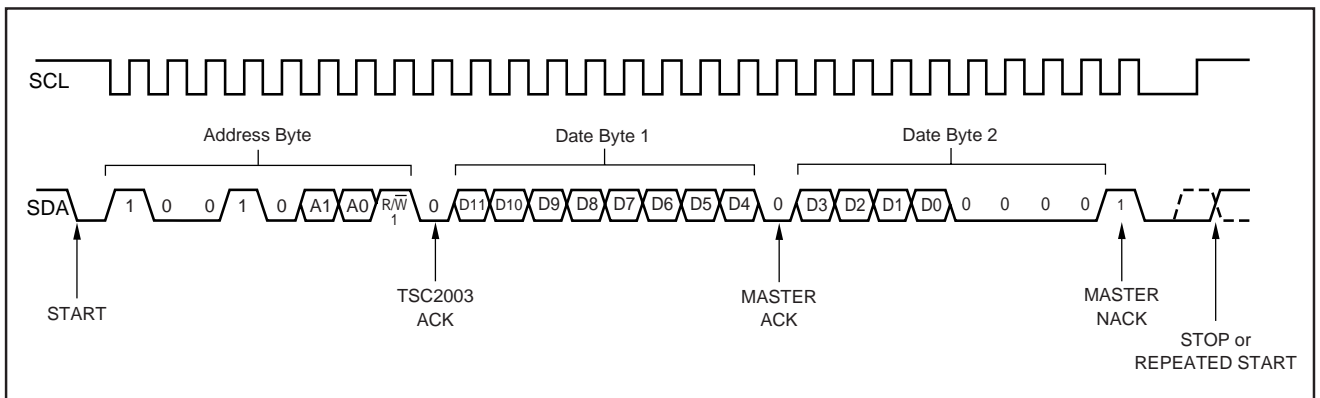 SCL
Address Byte
Date Byte 1
Date Byte 2
SDA
1 0 0 1 0 A1 A0 R/W̅ 1 0 D11 D10 D9 D8 D7 D6 D5 D4 0 D3 D2 D1 D0 0 0 0 0 1
START
TSC2003
ACK
MASTER
ACK
MASTER
NACK
STOP or
REPEATED START